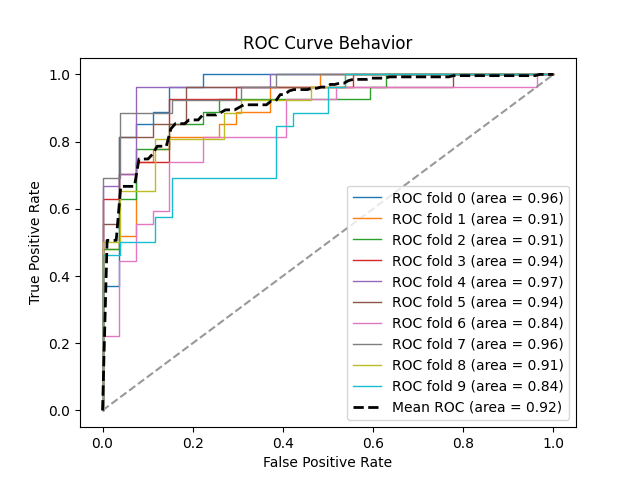 ROC Curve Behavior
True Positive Rate
1.0
0.8
0.6
0.4
0.2
0.0
ROC fold 0 (area = 0.96)
ROC fold 1 (area = 0.91)
ROC fold 2 (area = 0.91)
ROC fold 3 (area = 0.94)
ROC fold 4 (area = 0.97)
ROC fold 5 (area = 0.94)
ROC fold 6 (area = 0.84)
ROC fold 7 (area = 0.96)
ROC fold 8 (area = 0.91)
ROC fold 9 (area = 0.84)
Mean ROC (area = 0.92)
0.0 0.2 0.4 0.6 0.8 1.0
False Positive Rate